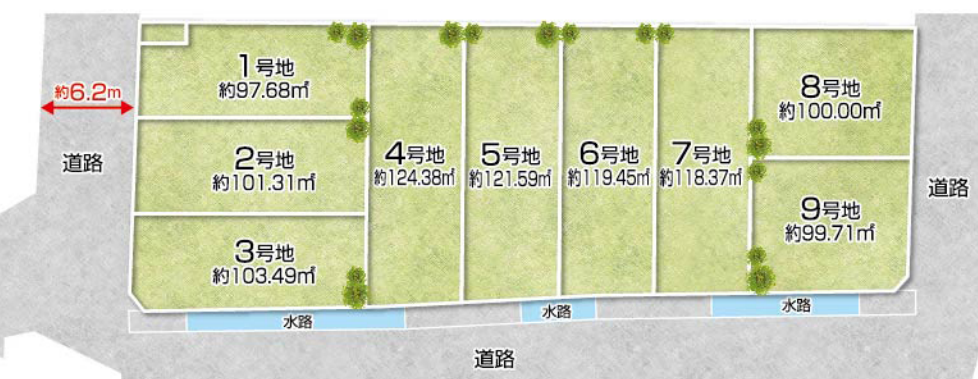 約6.2m
道路
1号地
約97.68㎡
2号地
約101.31㎡
3号地
約103.49㎡
4号地
約124.38㎡
5号地
約121.59㎡
6号地
約119.45㎡
7号地
約118.37㎡
8号地
約100.00㎡
9号地
約99.71㎡
道路
水路
水路
水路
道路